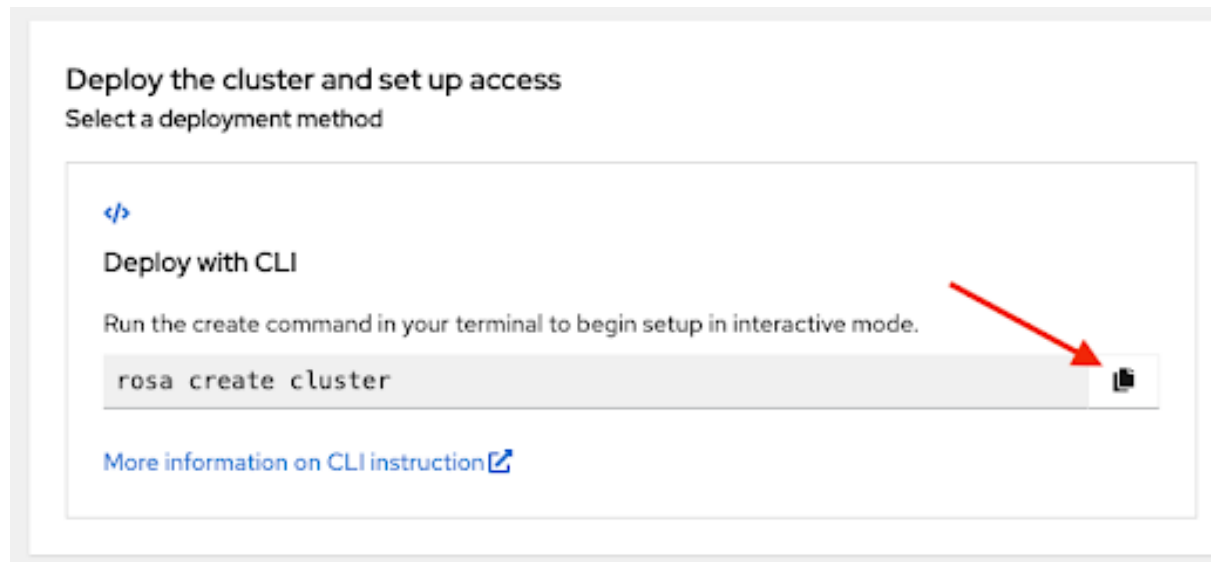 Deploy the cluster and set up access
Select a deployment method
</>
Deploy with CLI
Run the create command in your terminal to begin setup in interactive mode.
rosa create cluster
More information on CLI instruction